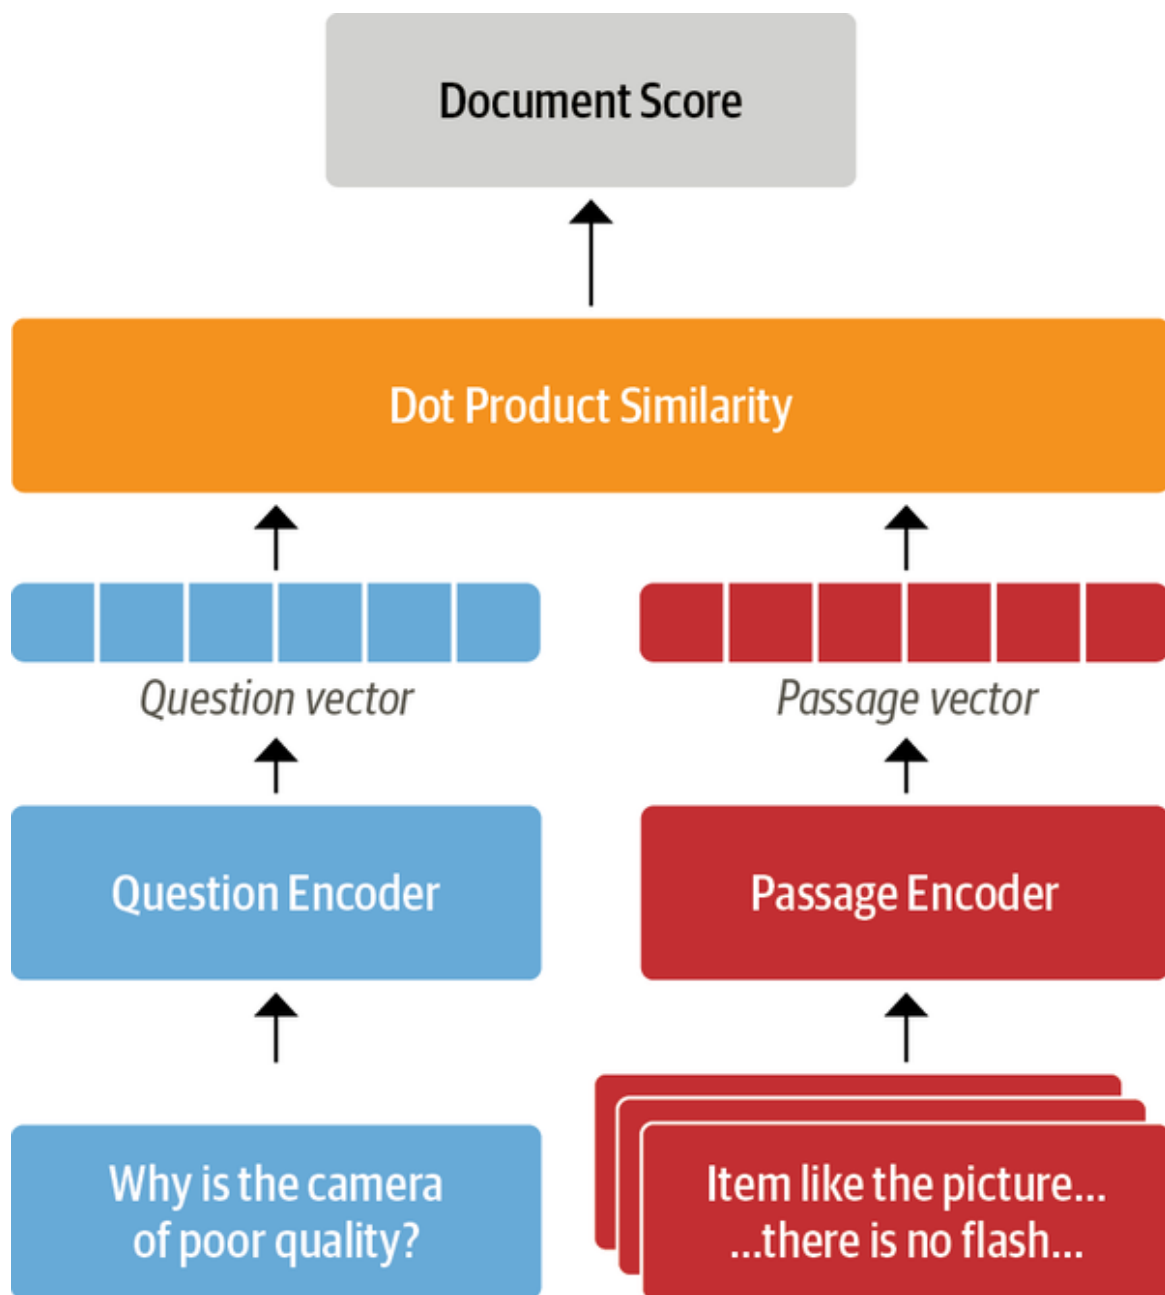 Document Score
Dot Product Similarity
Question vector
Passage vector
Question Encoder
Passage Encoder
Why is the camera
of poor quality?
Item like the picture...
...there is no flash...